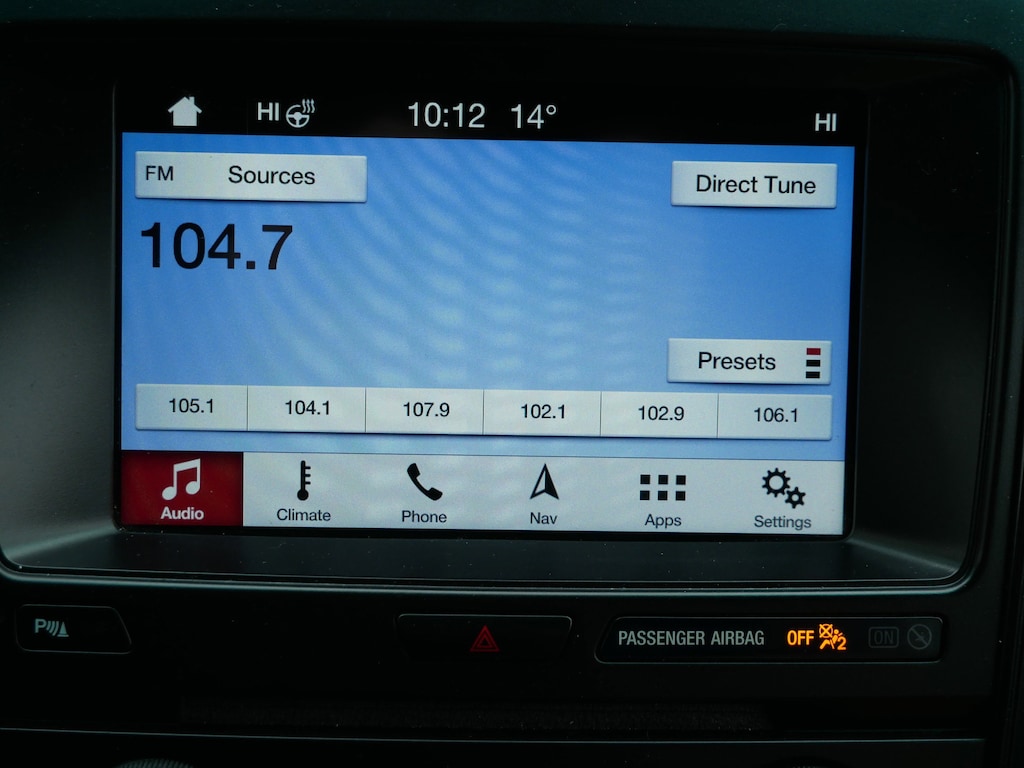 HI 10:12 14° HI
FM Sources Direct Tune
104.7
Presets
105.1 104.1 107.9 102.1 102.9 106.1
Audio Climate Phone Nav Apps Settings
P PASSENGER AIRBAG OFF 2 ON